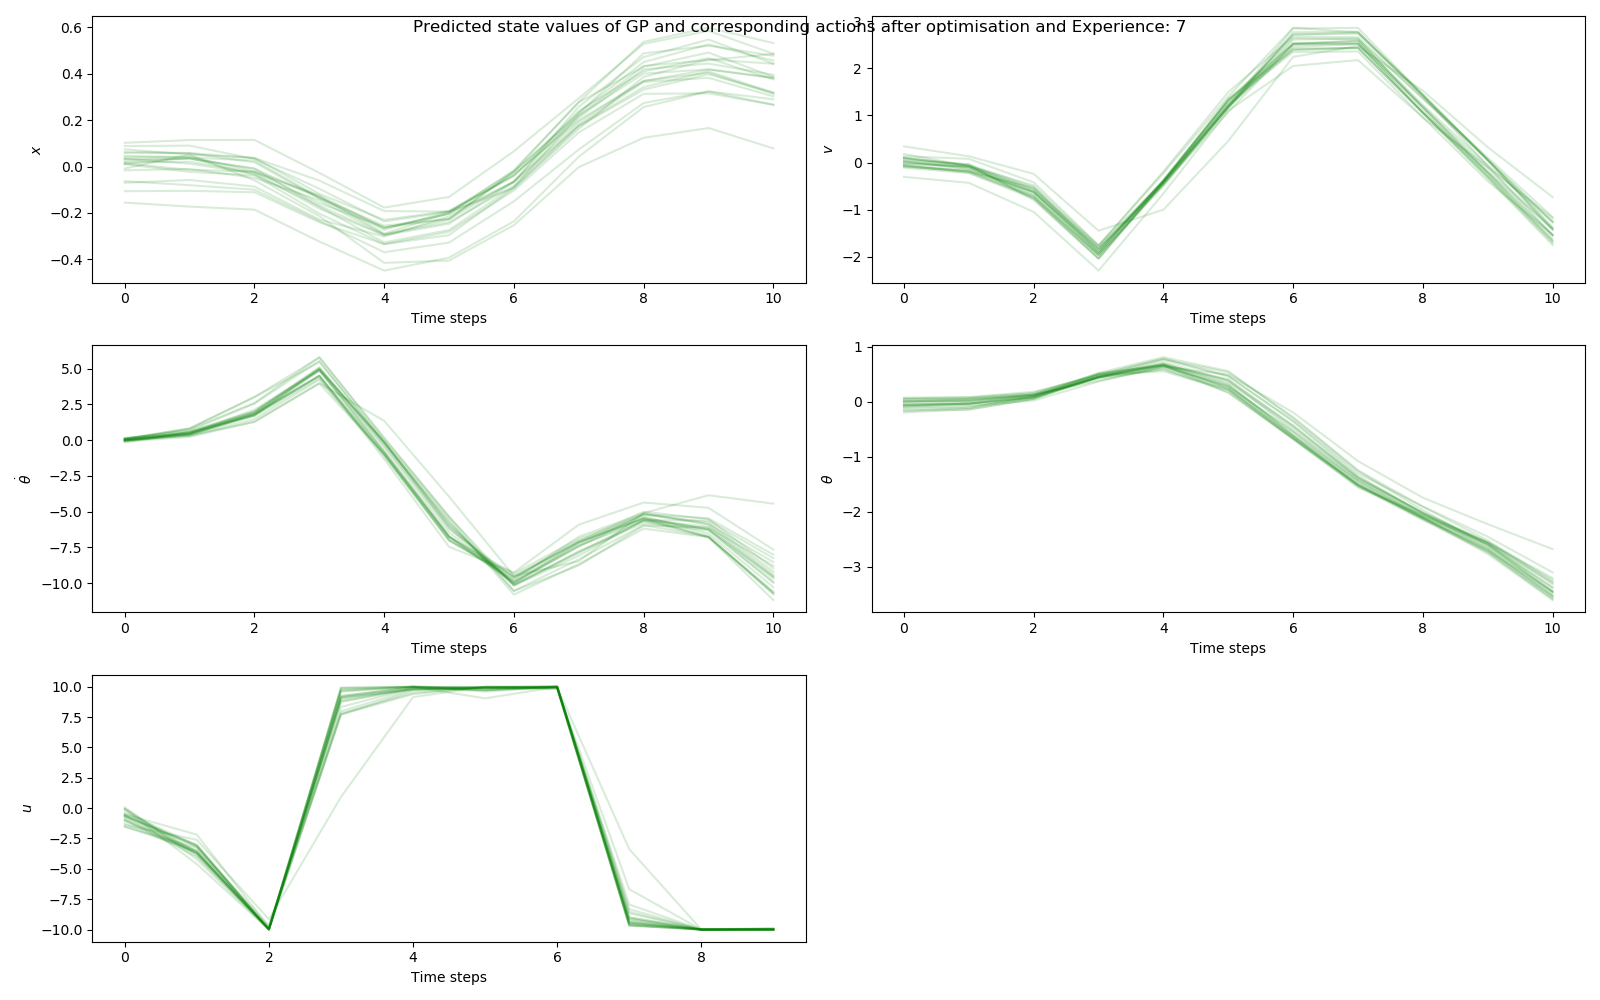 Predicted state values of GP and corresponding actions after optimisation and Experience: 7
0.6
0.4
0.2
0.0
−0.2
−0.4
x
0 2 4 6 8 10
Time steps
3
2
1
0
−1
−2
v
0 2 4 6 8 10
Time steps
5.0
2.5
0.0
−2.5
−5.0
−7.5
−10.0
θ̇
0 2 4 6 8 10
Time steps
1
0
−1
−2
−3
θ
0 2 4 6 8 10
Time steps
10.0
7.5
5.0
2.5
0.0
−2.5
−5.0
−7.5
−10.0
u
0 2 4 6 8
Time steps